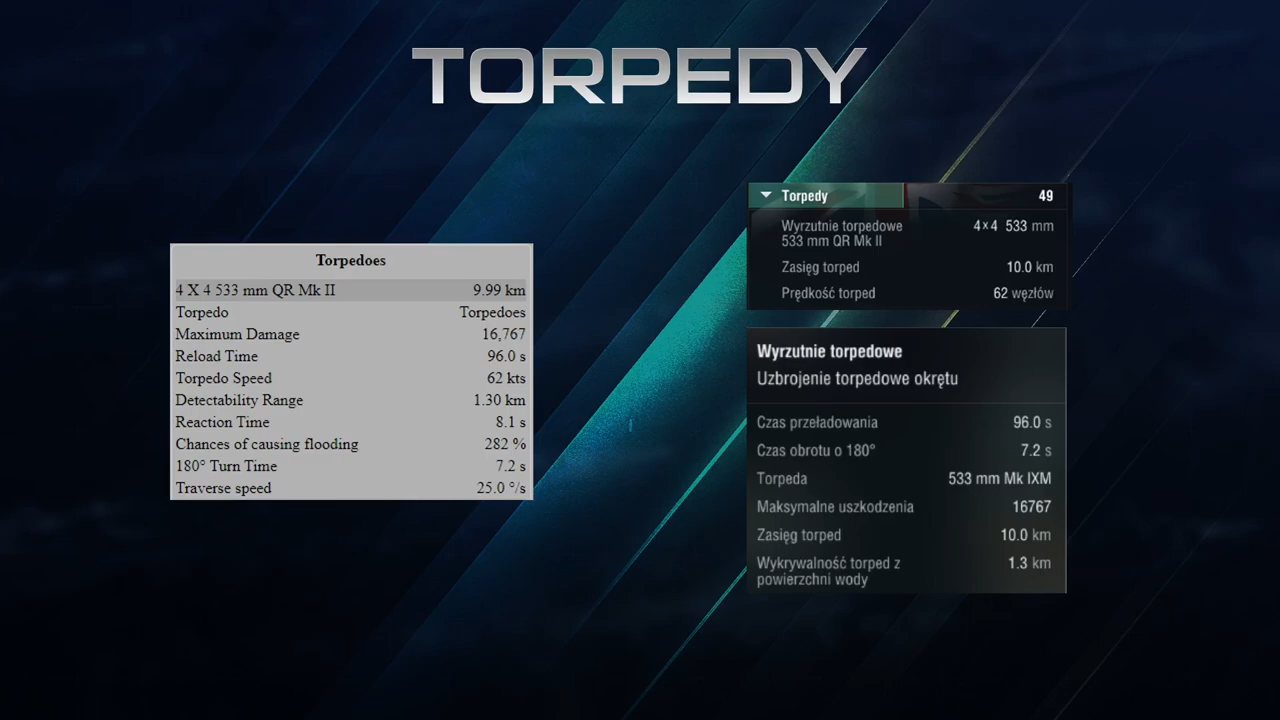 TORPEDY
Torpedoes
4 X 4 533 mm QR Mk II 9.99 km
Torpedo Torpedoes
Maximum Damage 16,767
Reload Time 96.0 s
Torpedo Speed 62 kts
Detectability Range 1.30 km
Reaction Time 8.1 s
Chances of causing flooding 282 %
180° Turn Time 7.2 s
Traverse speed 25.0 °/s
Torpedy 49
Wyrzutnie torpedowe 4×4 533 mm
533 mm QR Mk II
Zasięg torped 10.0 km
Prędkość torped 62 węzłów
Wyrzutnie torpedowe
Uzbrojenie torpedowe okrętu
Czas przeładowania 96.0 s
Czas obrotu o 180° 7.2 s
Torpeda 533 mm Mk IXM
Maksymalne uszkodzenia 16767
Zasięg torped 10.0 km
Wykrywalność torped z 1.3 km
powierzchni wody